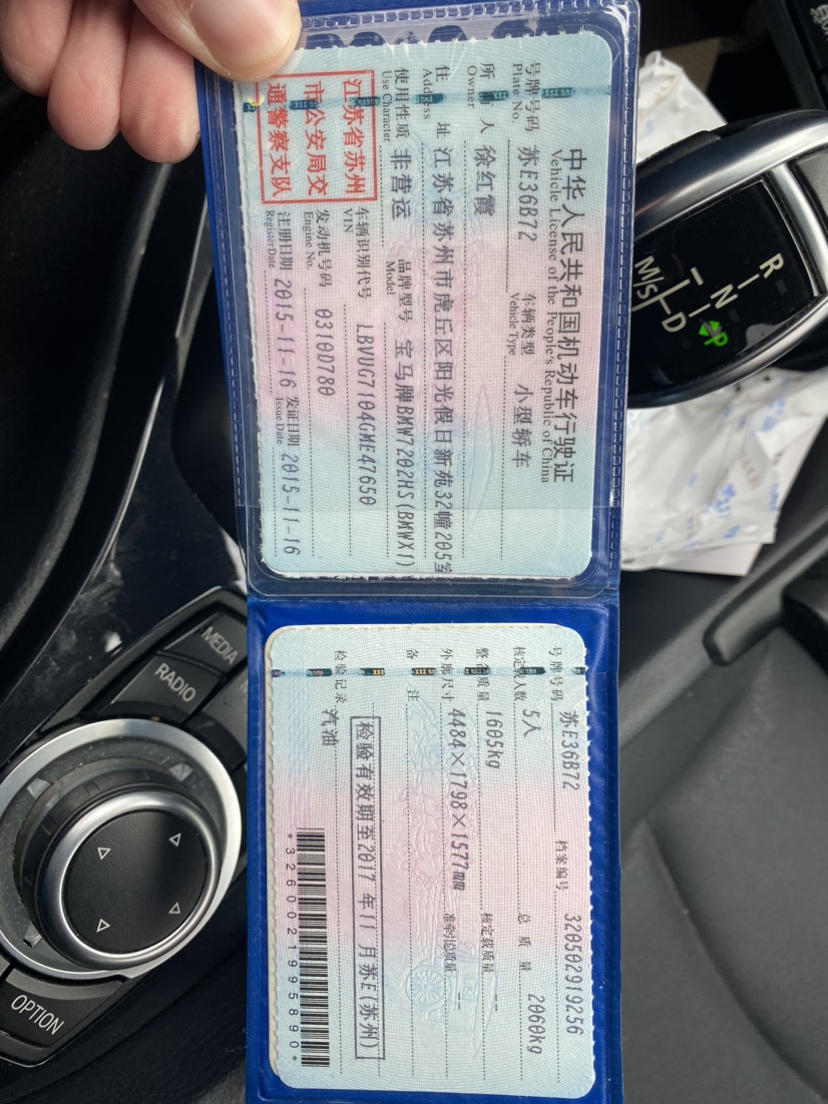 中华人民共和国机动车行驶证
Vehicle License of the People's Republic of China
号牌号码 苏E36B72 车辆类型 小型轿车
Plate No. Vehicle Type
所有人 徐红霞
Owner
住 址 江苏省苏州市虎丘区阳光假日新苑32幢205室
Address
使用性质 非营运 品牌型号 宝马牌BMW7202HS(BMWX1)
Use Character Model
江苏省苏州
市公安局交
通警察支队
车辆识别代号 LBVUG7104GME47650
VIN
发动机号码 0310D780
Engine No.
注册日期 2015-11-16 发证日期 2015-11-16
Register Date Issue Date
号牌号码 苏E36B72 档案编号 320502919256
核定载人数 5人 总 质 量 2060kg
整备质量 1605kg 核定载质量 --
外廓尺寸 4484×1798×1577mm 准牵引总质量 --
备 注
检验有效期至2017 年11 月苏E(苏州)
检验记录 汽油
*3260021995890*
R
N
D
M/S
P
MEDIA
RADIO
OPTION